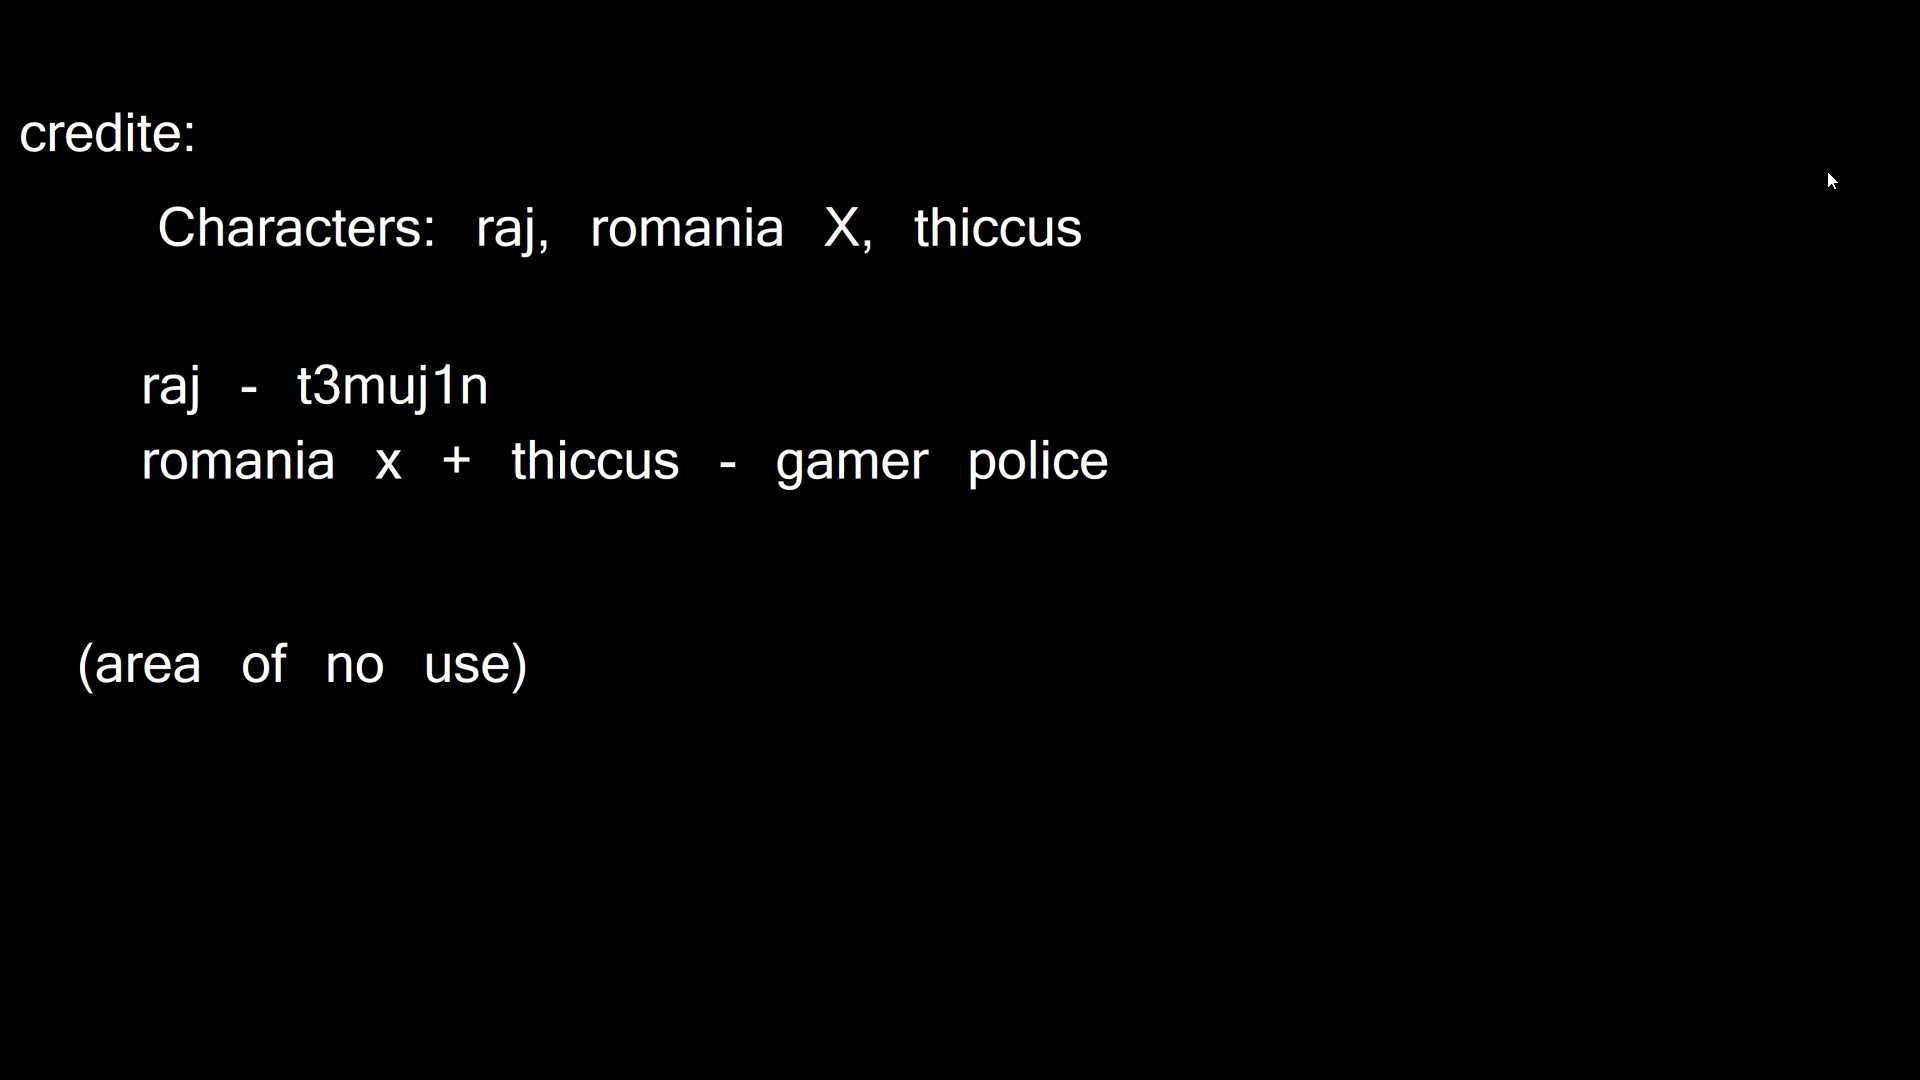 credite:
Characters: raj, romania X, thiccus
raj - t3muj1n
romania x + thiccus - gamer police
(area of no use)